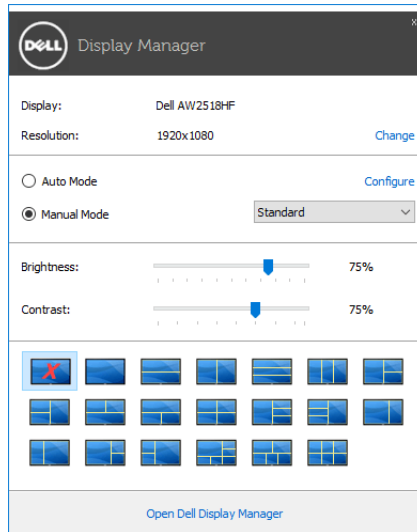 x
DELL Display Manager
Display: Dell AW2518HF
Resolution: 1920x1080 Change
Auto Mode Configure
Manual Mode Standard
Brightness: 75%
Contrast: 75%
X
Open Dell Display Manager